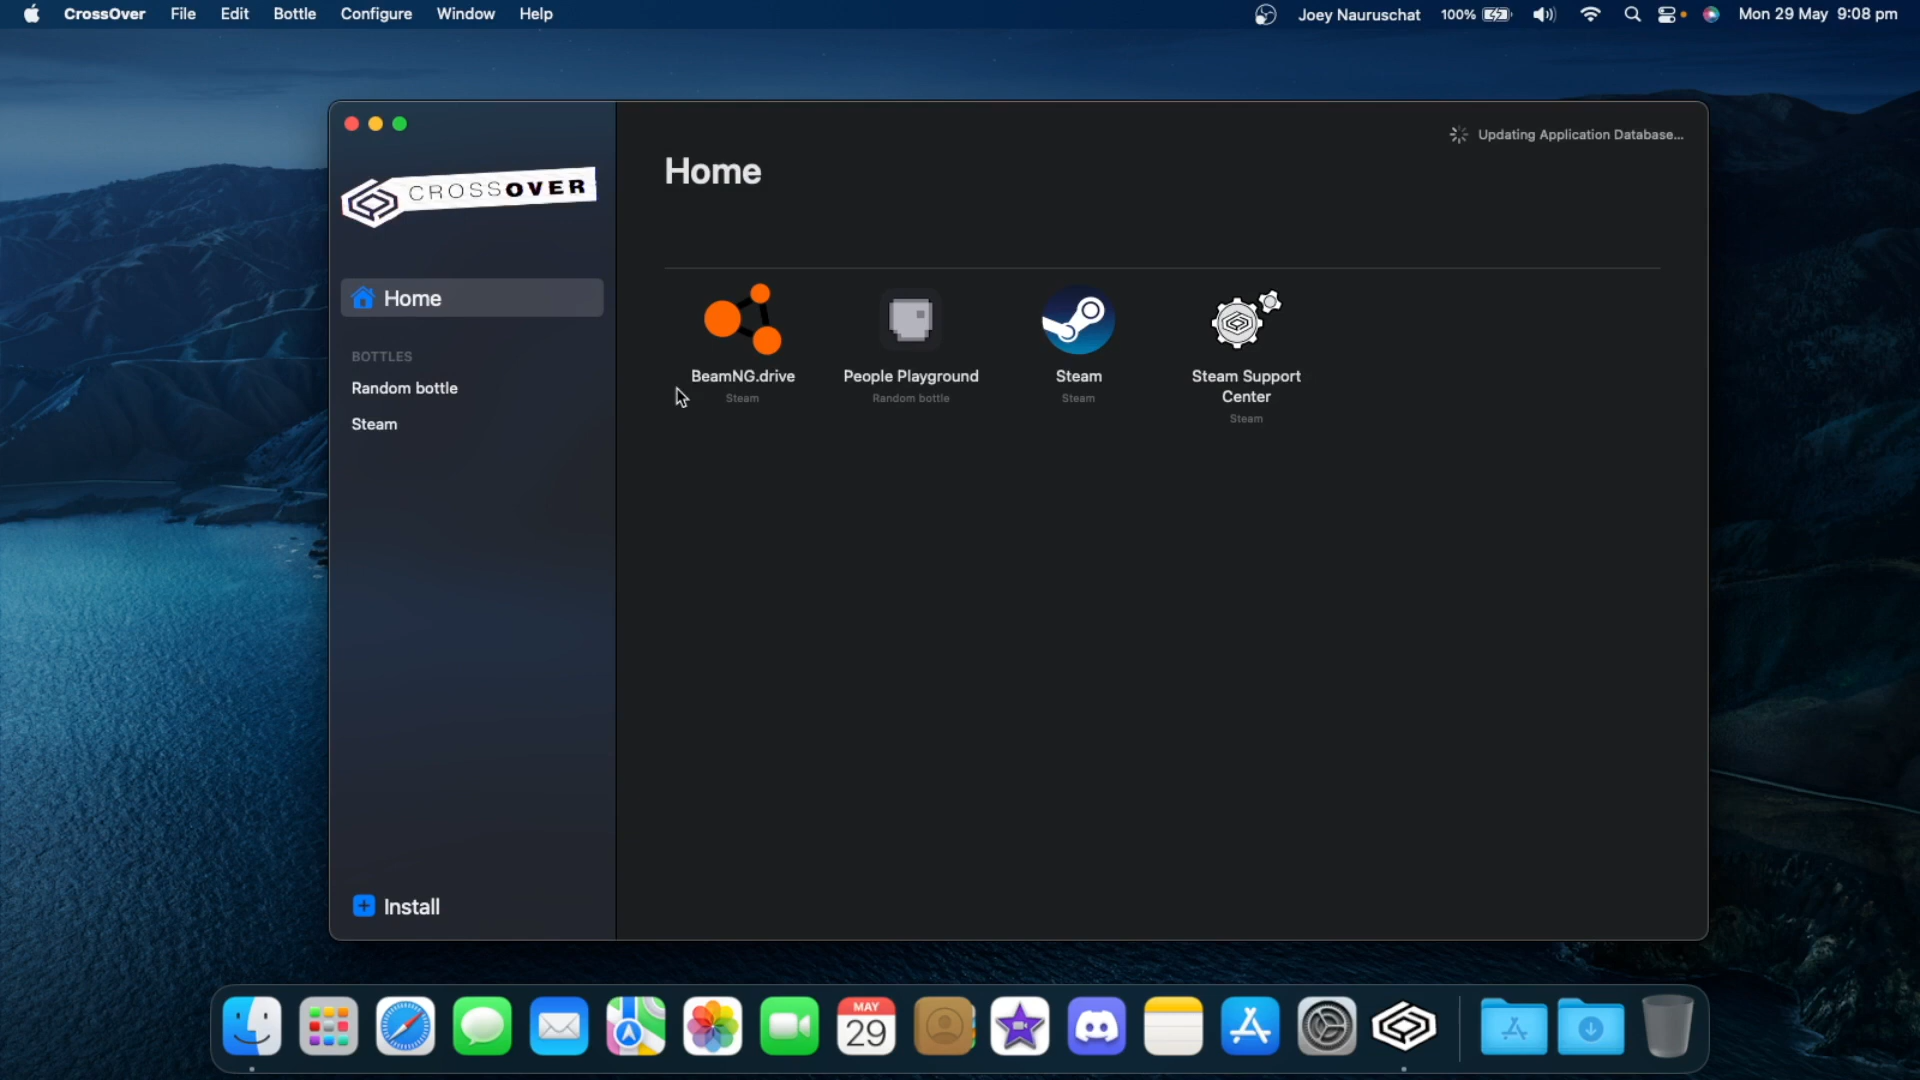 CrossOver File Edit Bottle Configure Window Help Joey Nauruschat 100% Mon 29 May 9:08 pm
Updating Application Database...
Home
CROSSOVER
Home
BOTTLES
Random bottle
Steam
BeamNG.drive
Steam
People Playground
Random bottle
Steam
Steam
Steam Support
Center
Steam
Install
MAY
29